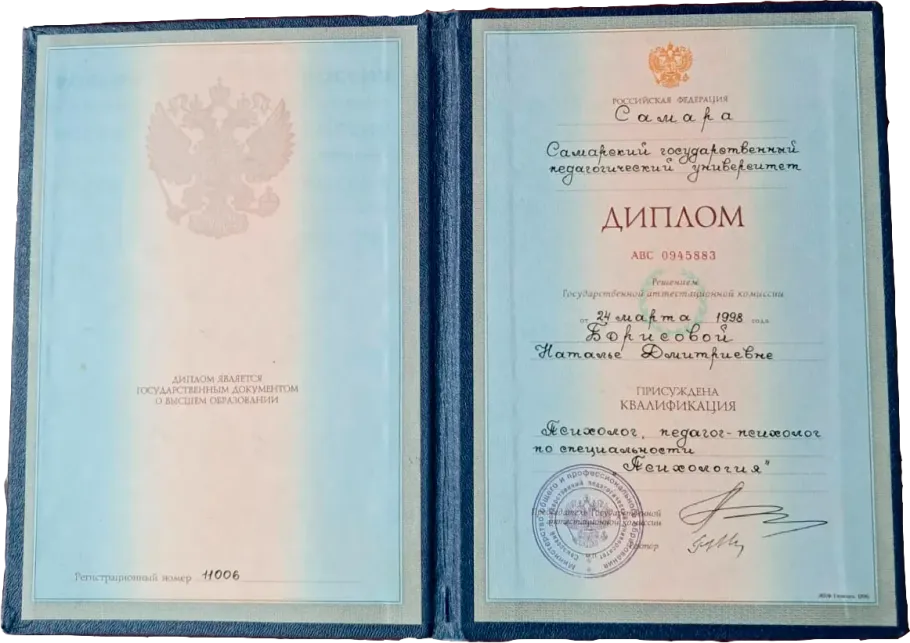 ДИПЛОМ ЯВЛЯЕТСЯ
ГОСУДАРСТВЕННЫМ ДОКУМЕНТОМ
О ВЫСШЕМ ОБРАЗОВАНИИ
Регистрационный номер 11006
РОССИЙСКАЯ ФЕДЕРАЦИЯ
Самара
Самарский государственный
педагогический университет
ДИПЛОМ
АВС 0945883
Решением
Государственной аттестационной комиссии
от 24 марта 1998 года
Борисовой
Наталье Дмитриевне
ПРИСУЖДЕНА
КВАЛИФИКАЦИЯ
Психолог, педагог-психолог
по специальности
"Психология"
Председатель Государственной
аттестационной комиссии
Ректор